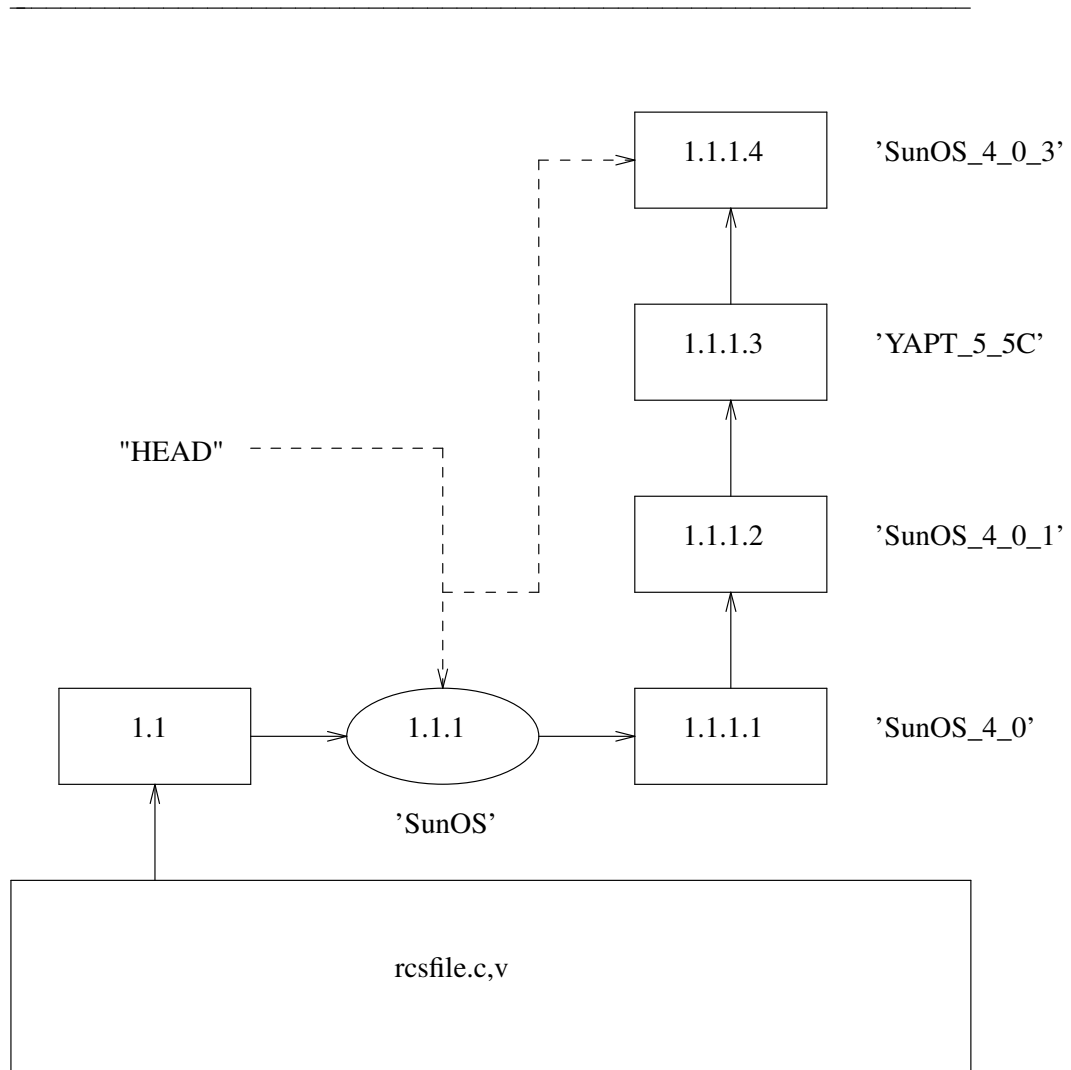 1.1.1.4 ’SunOS_4_0_3’
1.1.1.3 ’YAPT_5_5C’
"HEAD"
1.1.1.2 ’SunOS_4_0_1’
1.1 1.1.1 1.1.1.1 ’SunOS_4_0’
’SunOS’
rcsfile.c,v